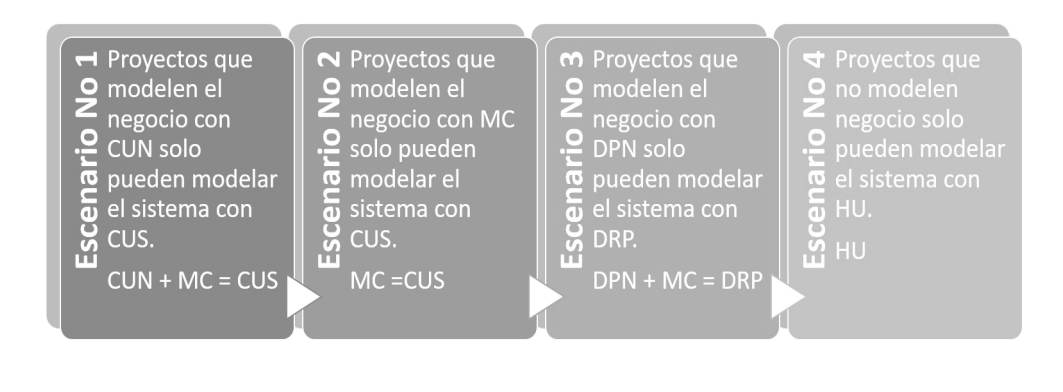 Escenario No 1
Proyectos que
modelen el
negocio con
CUN solo
pueden modelar
el sistema con
CUS.
CUN + MC = CUS
Escenario No 2
Proyectos que
modelen el
negocio con MC
solo pueden
modelar el
sistema con
CUS.
MC =CUS
Escenario No 3
Proyectos que
modelen el
negocio con
DPN solo
pueden modelar
el sistema con
DRP.
DPN + MC = DRP
Escenario No 4
Proyectos que
no modelen
negocio solo
pueden modelar
el sistema con
HU.
HU